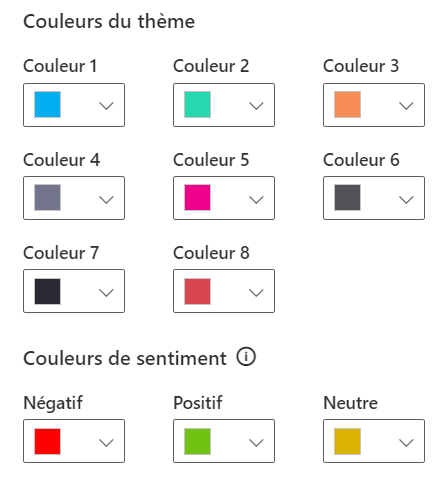 Couleurs du thème
Couleur 1 Couleur 2 Couleur 3
Couleur 4 Couleur 5 Couleur 6
Couleur 7 Couleur 8
Couleurs de sentiment
Négatif Positif Neutre